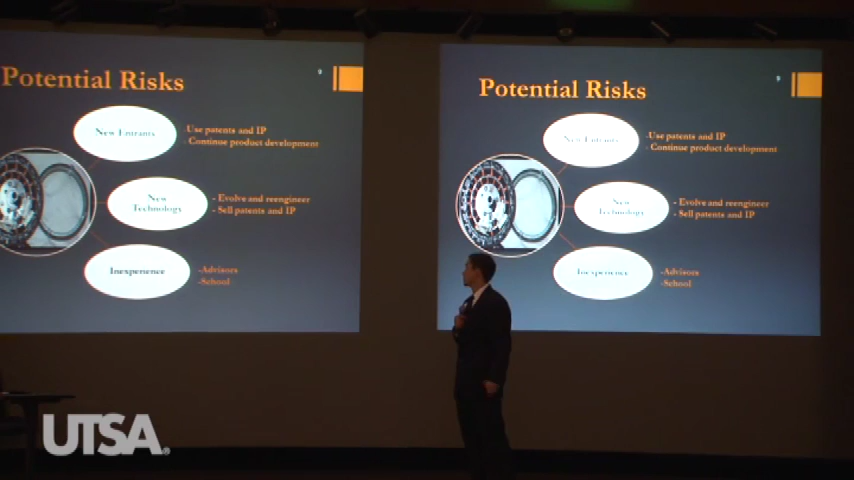 Potential Risks
9
New Entrants
-Use patents and IP
- Continue product development
New
Technology
- Evolve and reengineer
- Sell patents and IP
Inexperience
-Advisors
-School
Potential Risks
9
New Entrants
-Use patents and IP
- Continue product development
New
Technology
- Evolve and reengineer
- Sell patents and IP
Inexperience
-Advisors
-School
UTSA®